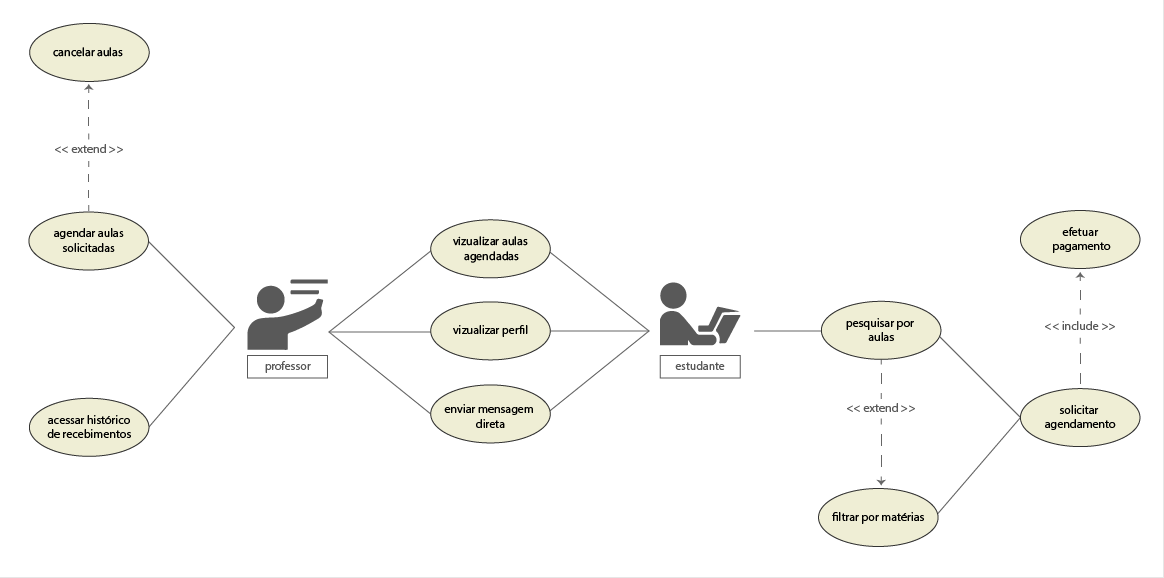 cancelar aulas
<< extend >>
agendar aulas
solicitadas
acessar histórico
de recebimentos
professor
vizualizar aulas
agendadas
vizualizar perfil
enviar mensagem
direta
estudante
pesquisar por
aulas
<< extend >>
filtrar por matérias
efetuar
pagamento
<< include >>
solicitar
agendamento